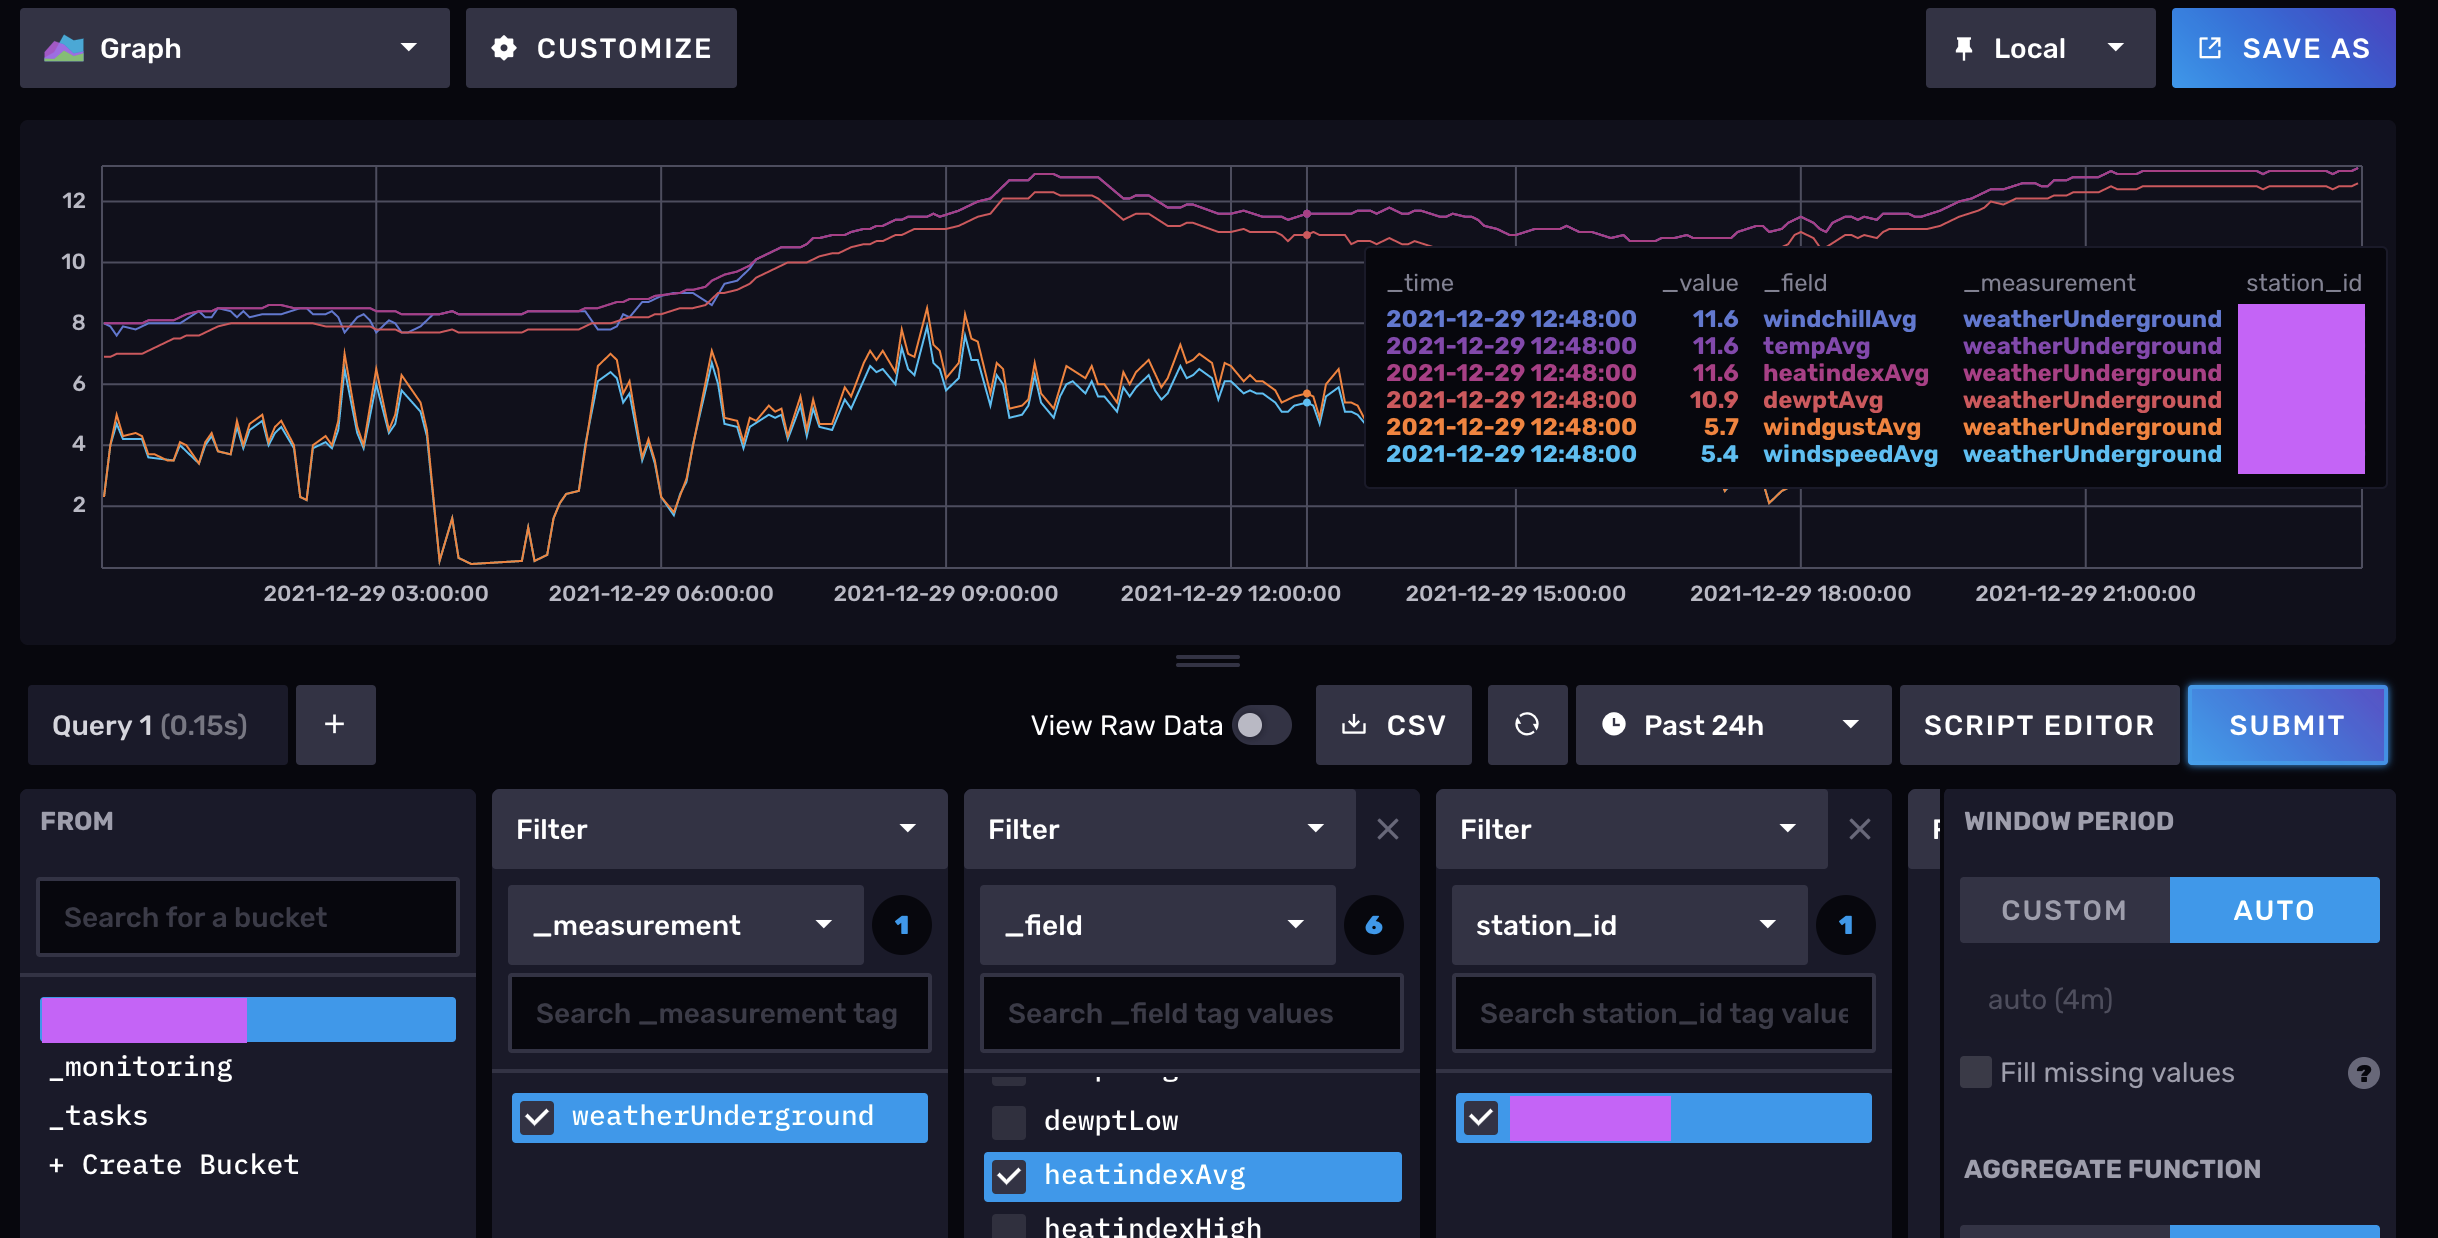 Graph
CUSTOMIZE
Local
SAVE AS
12
10
8
6
4
2
_time _value _field _measurement station_id
2021-12-29 12:48:00 11.6 windchillAvg weatherUnderground
2021-12-29 12:48:00 11.6 tempAvg weatherUnderground
2021-12-29 12:48:00 11.6 heatindexAvg weatherUnderground
2021-12-29 12:48:00 10.9 dewptAvg weatherUnderground
2021-12-29 12:48:00 5.7 windgustAvg weatherUnderground
2021-12-29 12:48:00 5.4 windspeedAvg weatherUnderground
2021-12-29 03:00:00 2021-12-29 06:00:00 2021-12-29 09:00:00 2021-12-29 12:00:00 2021-12-29 15:00:00 2021-12-29 18:00:00 2021-12-29 21:00:00
Query 1 (0.15s)
+
View Raw Data
CSV
Past 24h
SCRIPT EDITOR
SUBMIT
FROM
Search for a bucket
_monitoring
_tasks
+ Create Bucket
Filter
_measurement
1
Search _measurement tag
weatherUnderground
Filter
_field
6
Search _field tag values
dewptLow
heatindexAvg
heatindexHigh
Filter
station_id
1
Search station_id tag value
WINDOW PERIOD
CUSTOM
AUTO
auto (4m)
Fill missing values
?
AGGREGATE FUNCTION